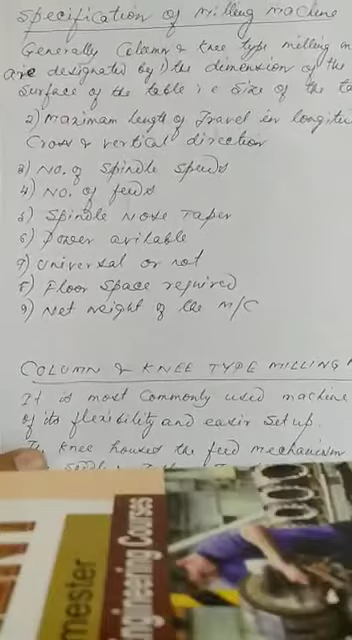 Specification of Milling Machine
Generally Column & Knee type milling m
are designated by 1) the dimension of the
Surface of the table i.e Size of the ta
2) Maximam length of Travel in longitu
Cross & vertical direction
3) No. of Spindle Speeds
4) No. of feeds
5) Spindle Nose Taper
6) Power avilable
7) Universal or not
8) Floor Space required
9) Net weight of the M/C
COLUMN & KNEE TYPE MILLING
It is most Commonly used machine
of its flexibility and easier Set up.
Knee houses the feed mechanism
mester
ngineering Courses